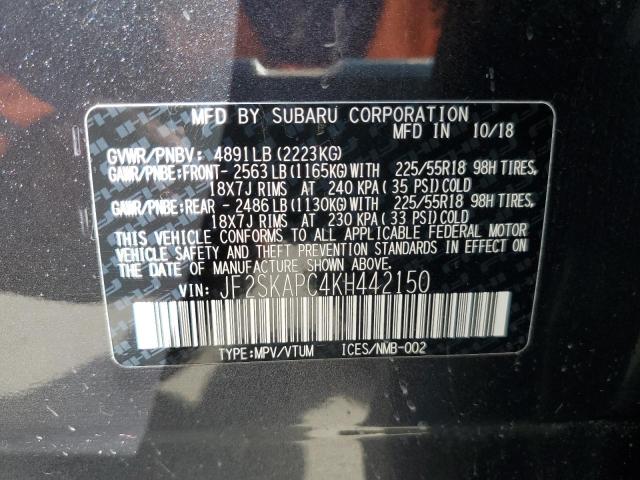 MFD BY SUBARU CORPORATION
MFD IN 10/18
GVWR/PNBV: 4891LB (2223KG)
GAWR/PNBE:FRONT- 2563 LB (1165KG) WITH 225/55R18 98H TIRES,
18X7J RIMS AT 240 KPA (35 PSI) COLD
GAWR/PNBE:REAR - 2486 LB (1130KG) WITH 225/55R18 98H TIRES,
18X7J RIMS AT 230 KPA (33 PSI) COLD
THIS VEHICLE CONFORMS TO ALL APPLICABLE FEDERAL MOTOR
VEHICLE SAFETY AND THEFT PREVENTION STANDARDS IN EFFECT ON
THE DATE OF MANUFACTURE SHOWN ABOVE.
VIN: JF2SKAPC4KH442150
TYPE:MPV/VTUM ICES/NMB-002